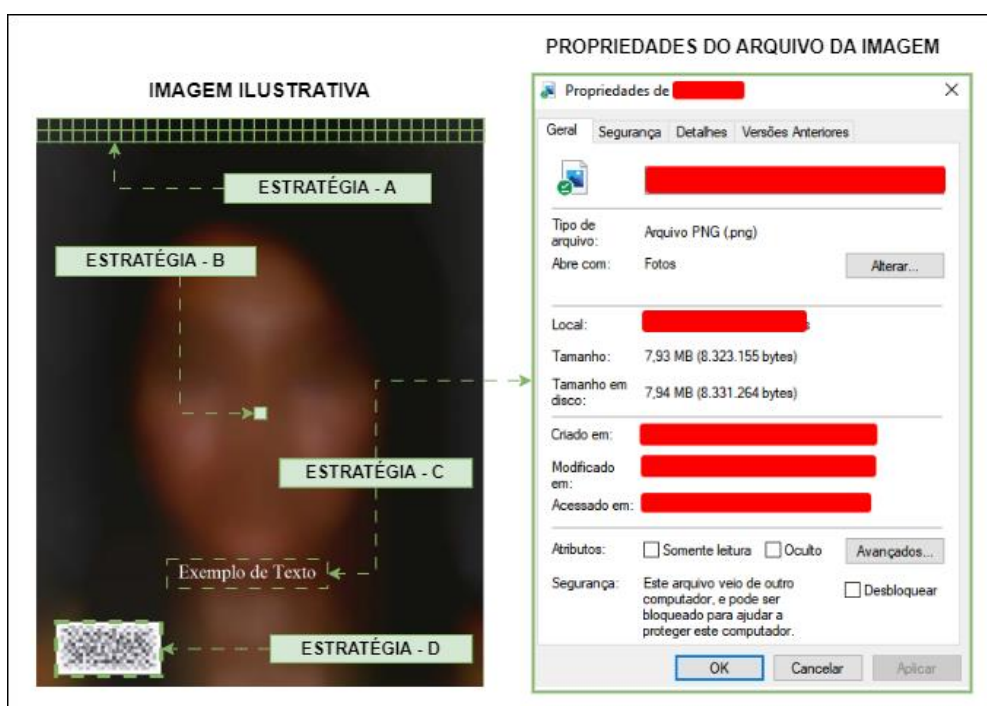 PROPRIEDADES DO ARQUIVO DA IMAGEM
IMAGEM ILUSTRATIVA
ESTRATÉGIA - A
ESTRATÉGIA - B
ESTRATÉGIA - C
Exemplo de Texto
ESTRATÉGIA - D
Propriedades de
Geral Segurança Detalhes Versões Anteriores
Tipo de
arquivo:
Arquivo PNG (.png)
Abre com: Fotos Alterar...
Local:
Tamanho: 7,93 MB (8.323.155 bytes)
Tamanho em
disco:
7,94 MB (8.331.264 bytes)
Criado em:
Modificado
em:
Acessado em:
Atributos: Somente leitura Oculto Avançados...
Segurança: Este arquivo veio de outro
computador, e pode ser
bloqueado para ajudar a
proteger este computador.
Desbloquear
OK Cancelar Aplicar